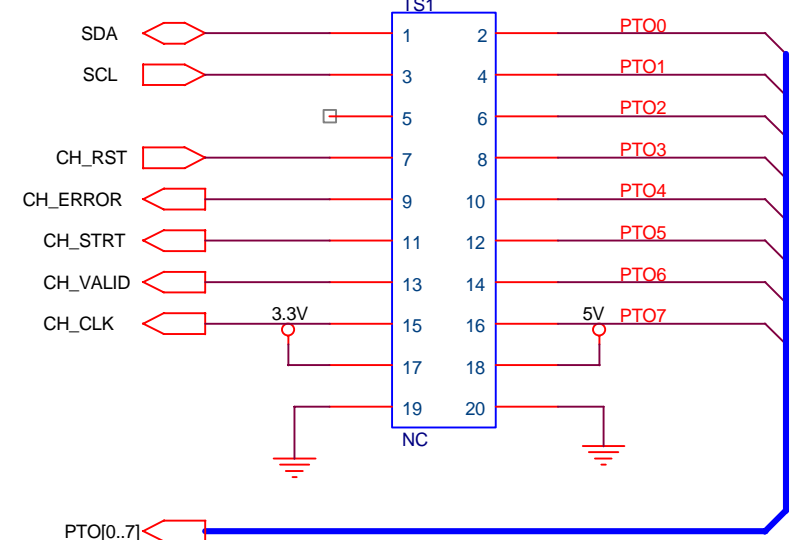 TS1
SDA 1 2 PTO0
SCL 3 4 PTO1
5 6 PTO2
CH_RST 7 8 PTO3
CH_ERROR 9 10 PTO4
CH_STRT 11 12 PTO5
CH_VALID 13 14 PTO6
3.3V 5V
CH_CLK 15 16 PTO7
17 18
19 20
NC
PTO[0..7]